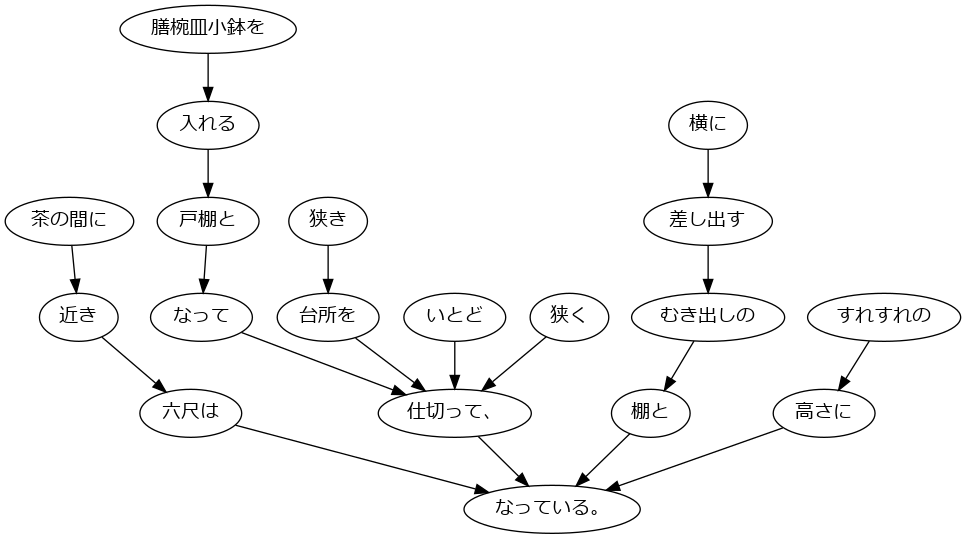 膳椀皿小鉢を
入れる
横に
茶の間に
戸棚と
狭き
差し出す
近き
なって
台所を
いとど
狭く
むき出しの
すれすれの
六尺は
仕切って、
棚と
高さに
なっている。